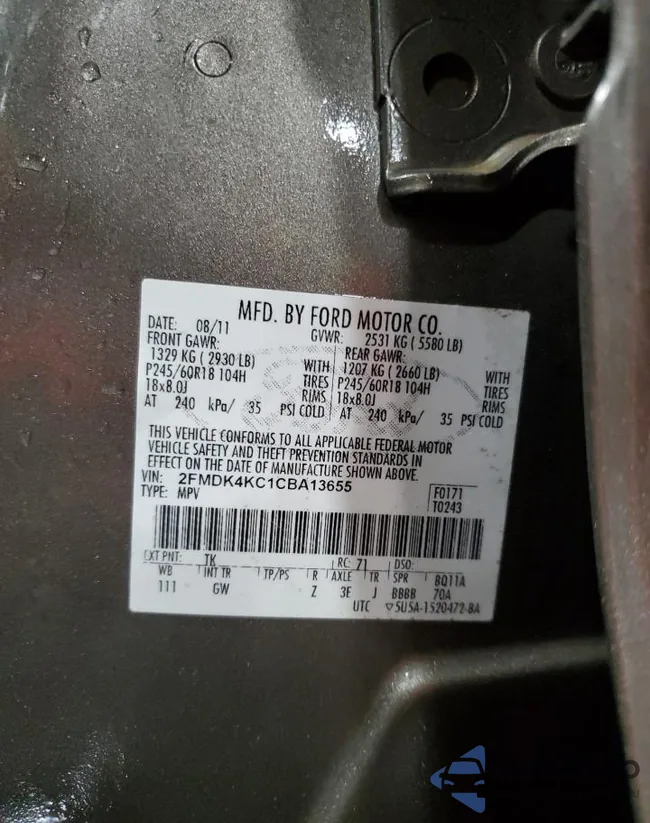 MFD. BY FORD MOTOR CO.
DATE: 08/11 GVWR: 2531 KG ( 5580 LB)
FRONT GAWR: REAR GAWR:
1329 KG ( 2930 LB) WITH 1207 KG ( 2660 LB) WITH
P245/60R18 104H TIRES P245/60R18 104H TIRES
18x8.0J RIMS 18x8.0J RIMS
AT 240 kPa/ 35 PSI COLD AT 240 kPa/ 35 PSI COLD
THIS VEHICLE CONFORMS TO ALL APPLICABLE FEDERAL MOTOR
VEHICLE SAFETY AND THEFT PREVENTION STANDARDS IN
EFFECT ON THE DATE OF MANUFACTURE SHOWN ABOVE.
VIN: 2FMDK4KC1CBA13655 F0171
TYPE: MPV T0243
EXT PNT: TK RC: 71 DSO:
WB INT TR TP/PS R AXLE TR SPR BQ11A
111 GW Z 3E J BBBB 70A
UTC ▽5U5A-1520472-BA